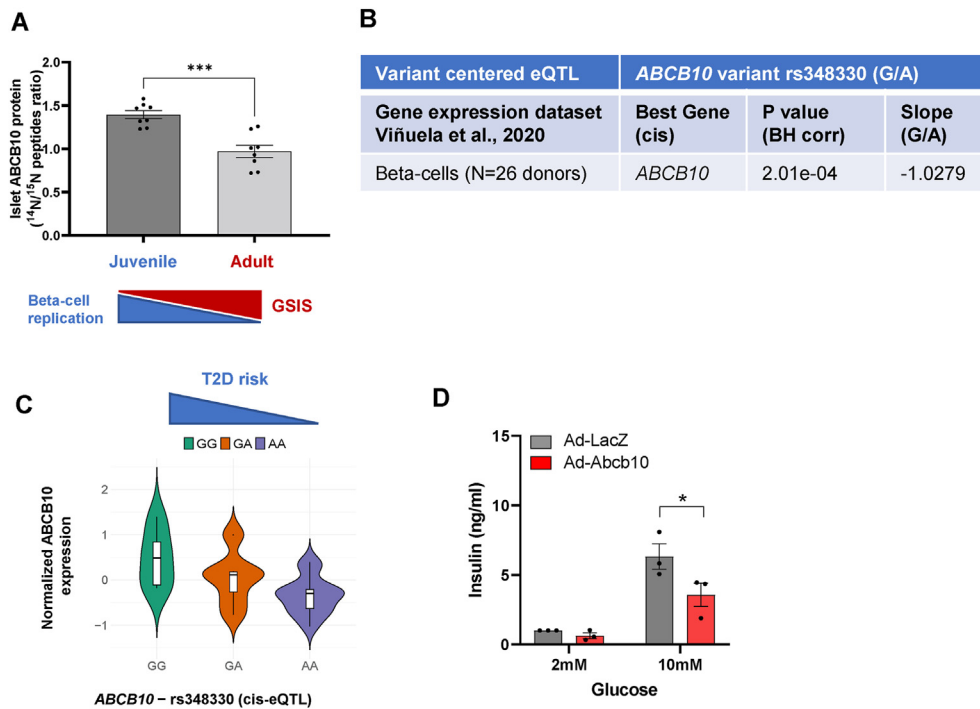 A
Islet ABCB10 protein
(¹⁴N/¹⁵N peptides ratio)
2.0
1.5
1.0
0.5
0.0
***
Juvenile
Adult
Beta-cell
replication
GSIS
B
Variant centered eQTL
ABCB10 variant rs348330 (G/A)
Gene expression dataset
Viñuela et al., 2020
Best Gene
(cis)
P value
(BH corr)
Slope
(G/A)
Beta-cells (N=26 donors)
ABCB10
2.01e-04
-1.0279
C
T2D risk
GG
GA
AA
Normalized ABCB10
expression
2
1
0
−1
GG
GA
AA
ABCB10 – rs348330 (cis-eQTL)
D
Ad-LacZ
Ad-Abcb10
Insulin (ng/ml)
15
10
5
0
*
2mM
10mM
Glucose